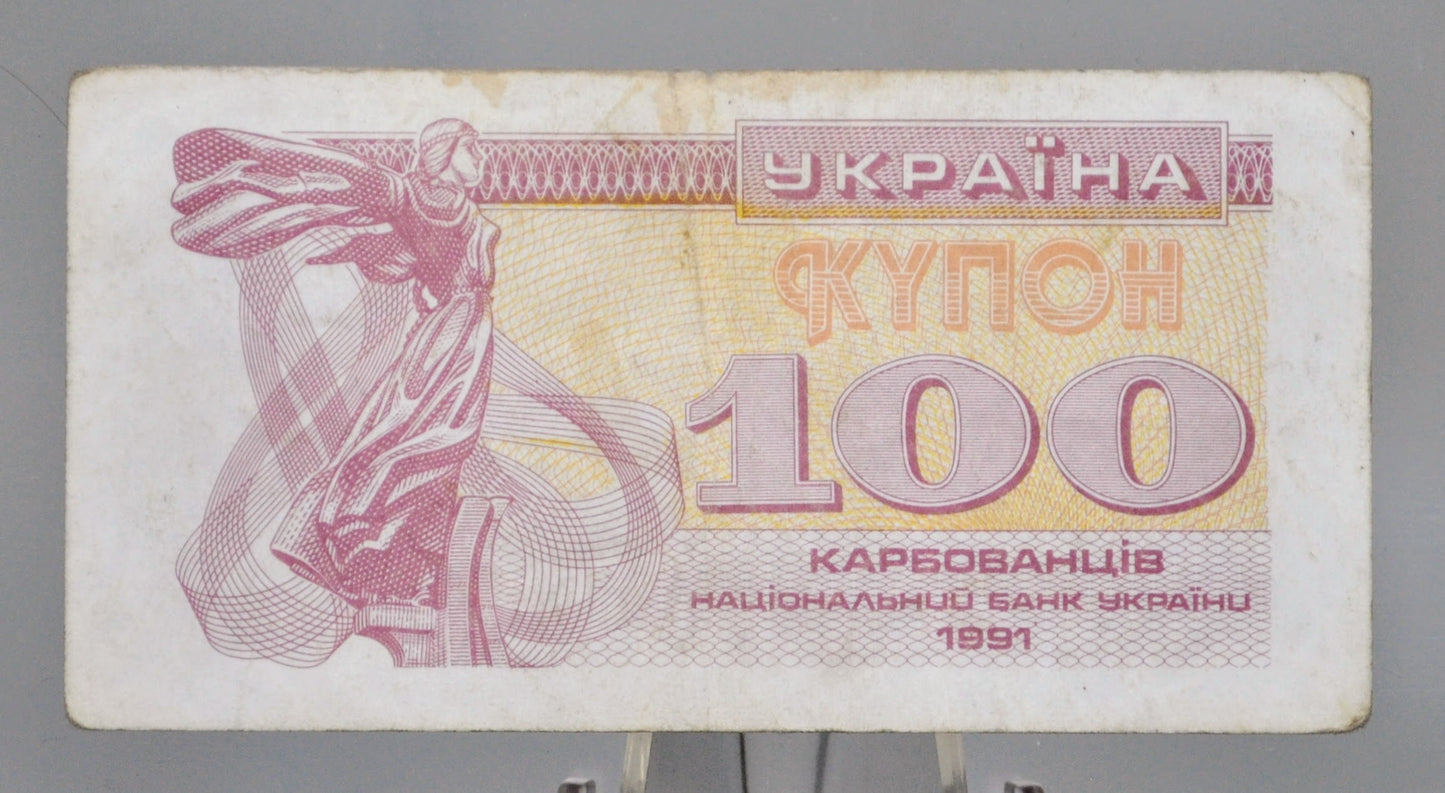 УКРАЇНА
КУПОН
100
КАРБОВАНЦІВ
НАЦІОНАЛЬНИЙ БАНК УКРАЇНИ
1991